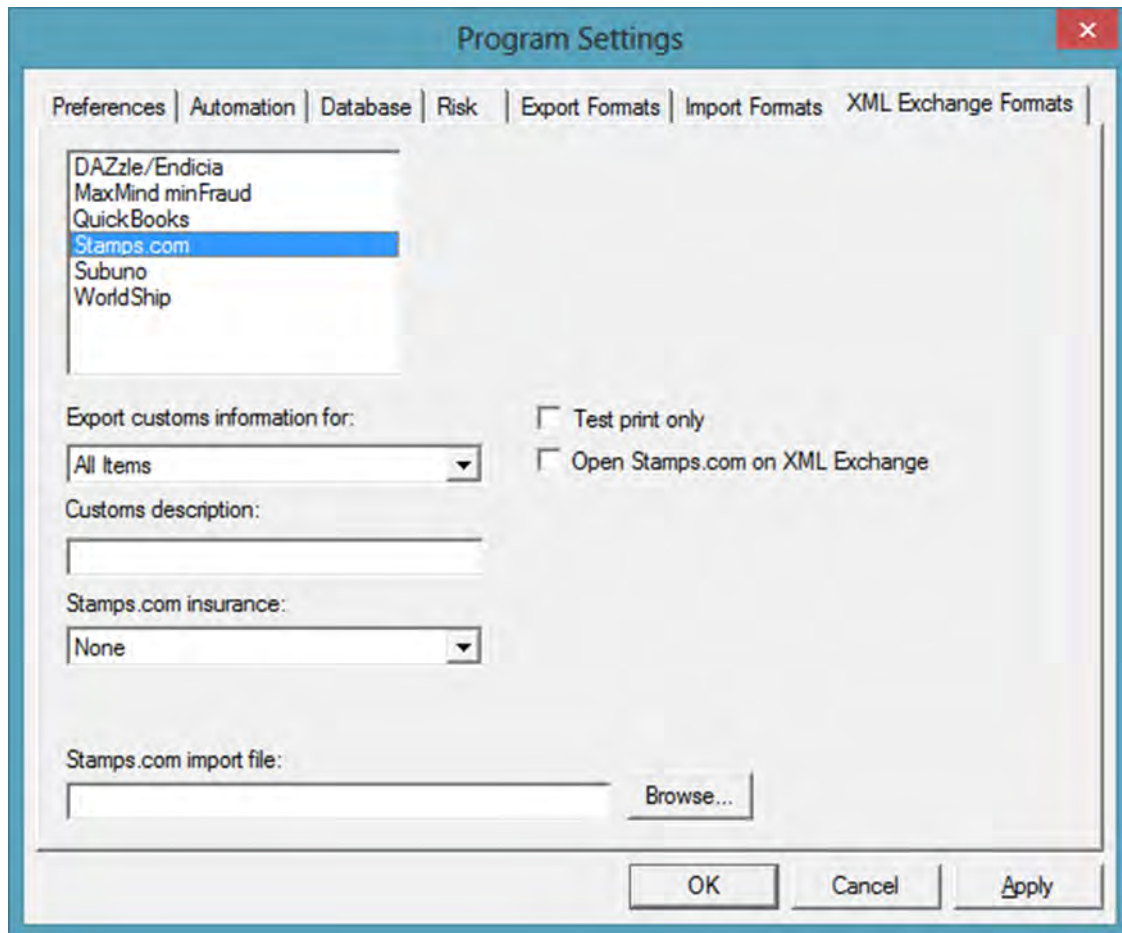 Program Settings
Preferences Automation Database Risk Export Formats Import Formats XML Exchange Formats
DAZzle/Endicia
MaxMind minFraud
QuickBooks
Stamps.com
Subuno
WorldShip
Export customs information for:
Test print only
All Items
Open Stamps.com on XML Exchange
Customs description:
Stamps.com insurance:
None
Stamps.com import file:
Browse...
OK Cancel Apply